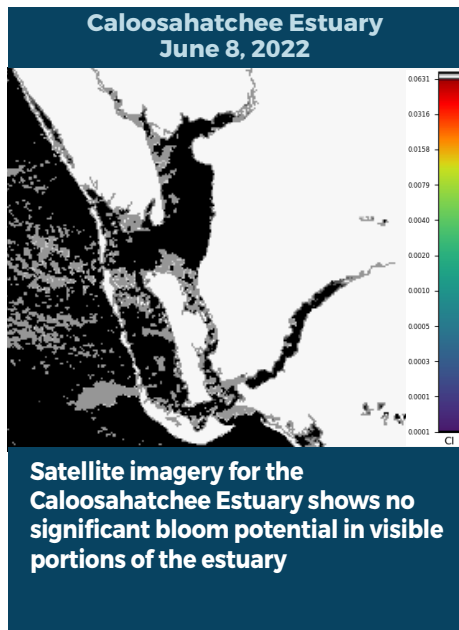 Caloosahatchee Estuary
June 8, 2022
0.0631
0.0316
0.0158
0.0079
0.0040
0.0020
0.0010
0.0005
0.0003
0.0001
0.0001
CI
Satellite imagery for the
Caloosahatchee Estuary shows no
significant bloom potential in visible
portions of the estuary